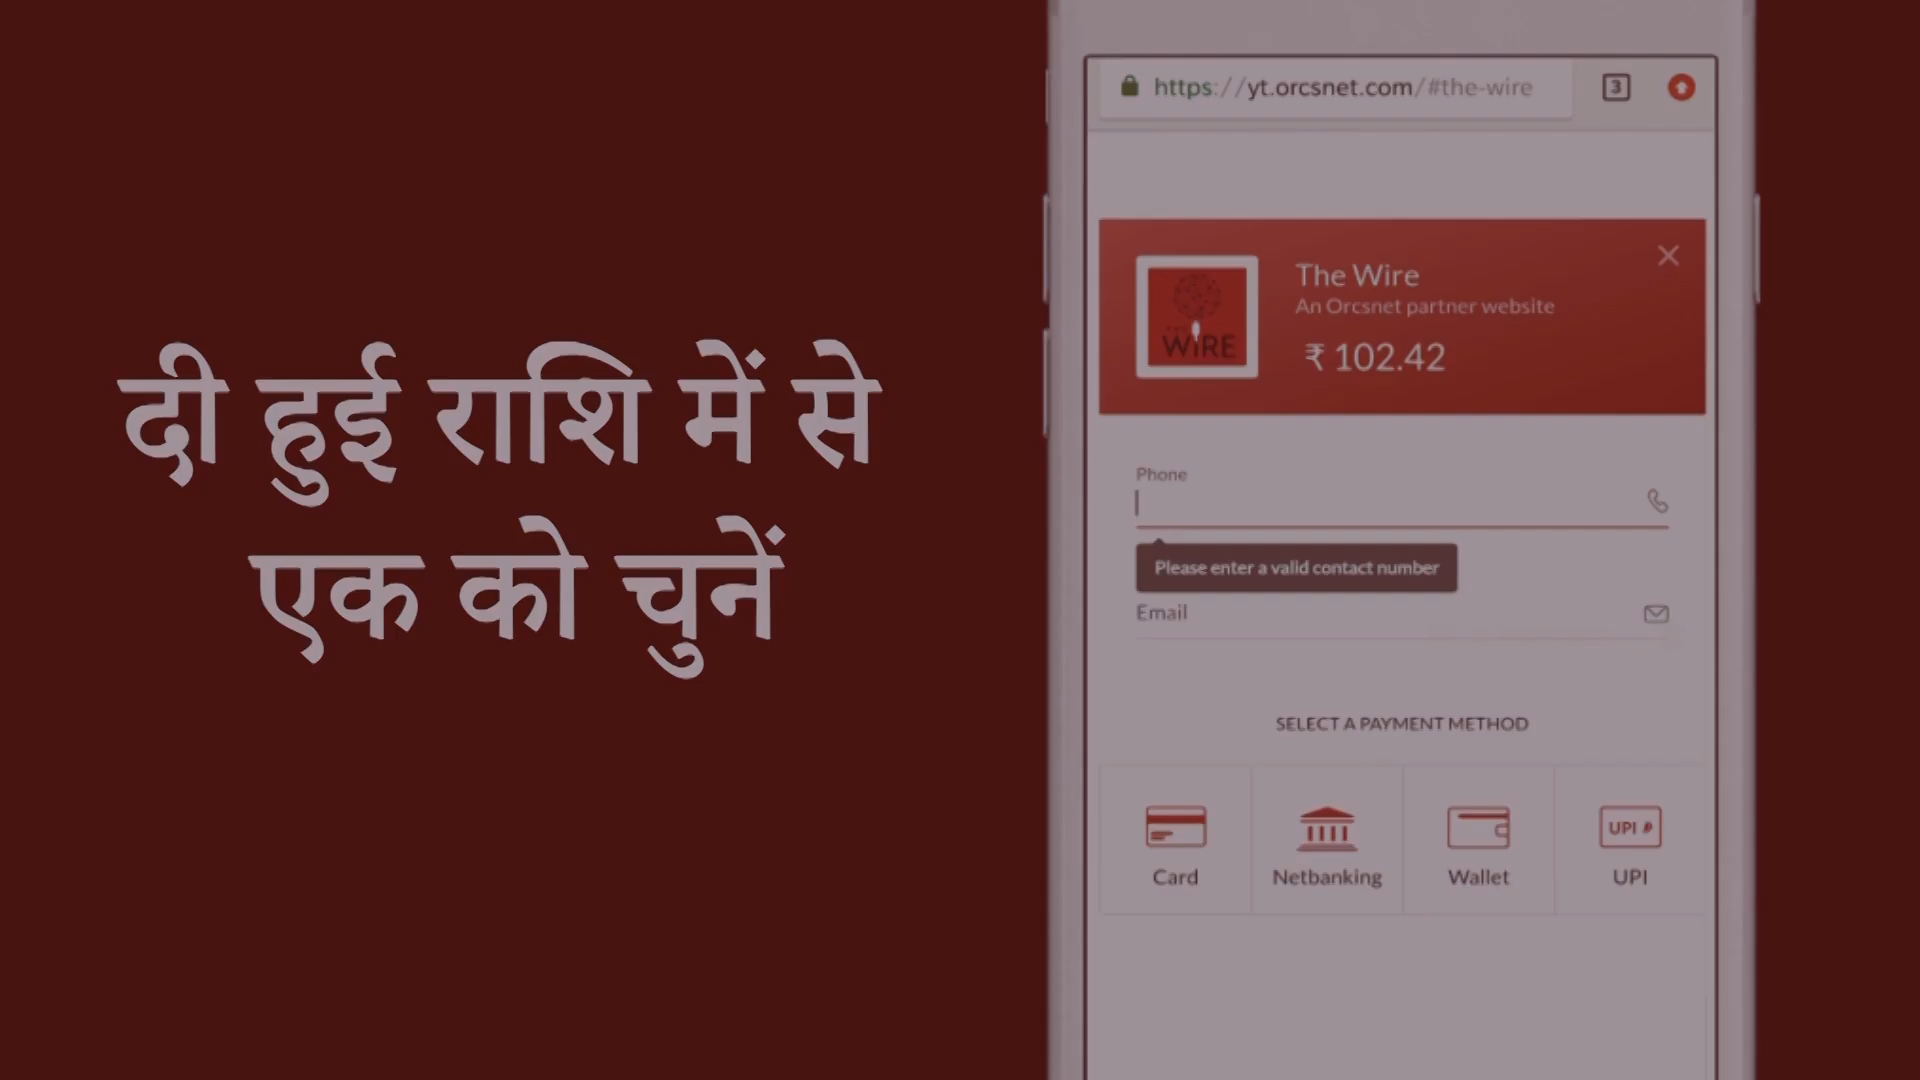 दी हुई राशि में से
एक को चुनें
https://yt.orcsnet.com/#the-wire
3
The Wire
An Orcsnet partner website
₹ 102.42
WIRE
Phone
Please enter a valid contact number
Email
SELECT A PAYMENT METHOD
UPI
Card
Netbanking
Wallet
UPI